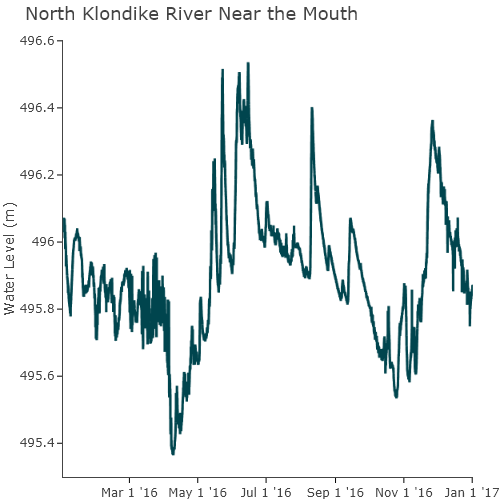 North Klondike River Near the Mouth
Water Level (m)
496.6
496.4
496.2
496
495.8
495.6
495.4
Mar 1 '16 May 1 '16 Jul 1 '16 Sep 1 '16 Nov 1 '16 Jan 1 '17